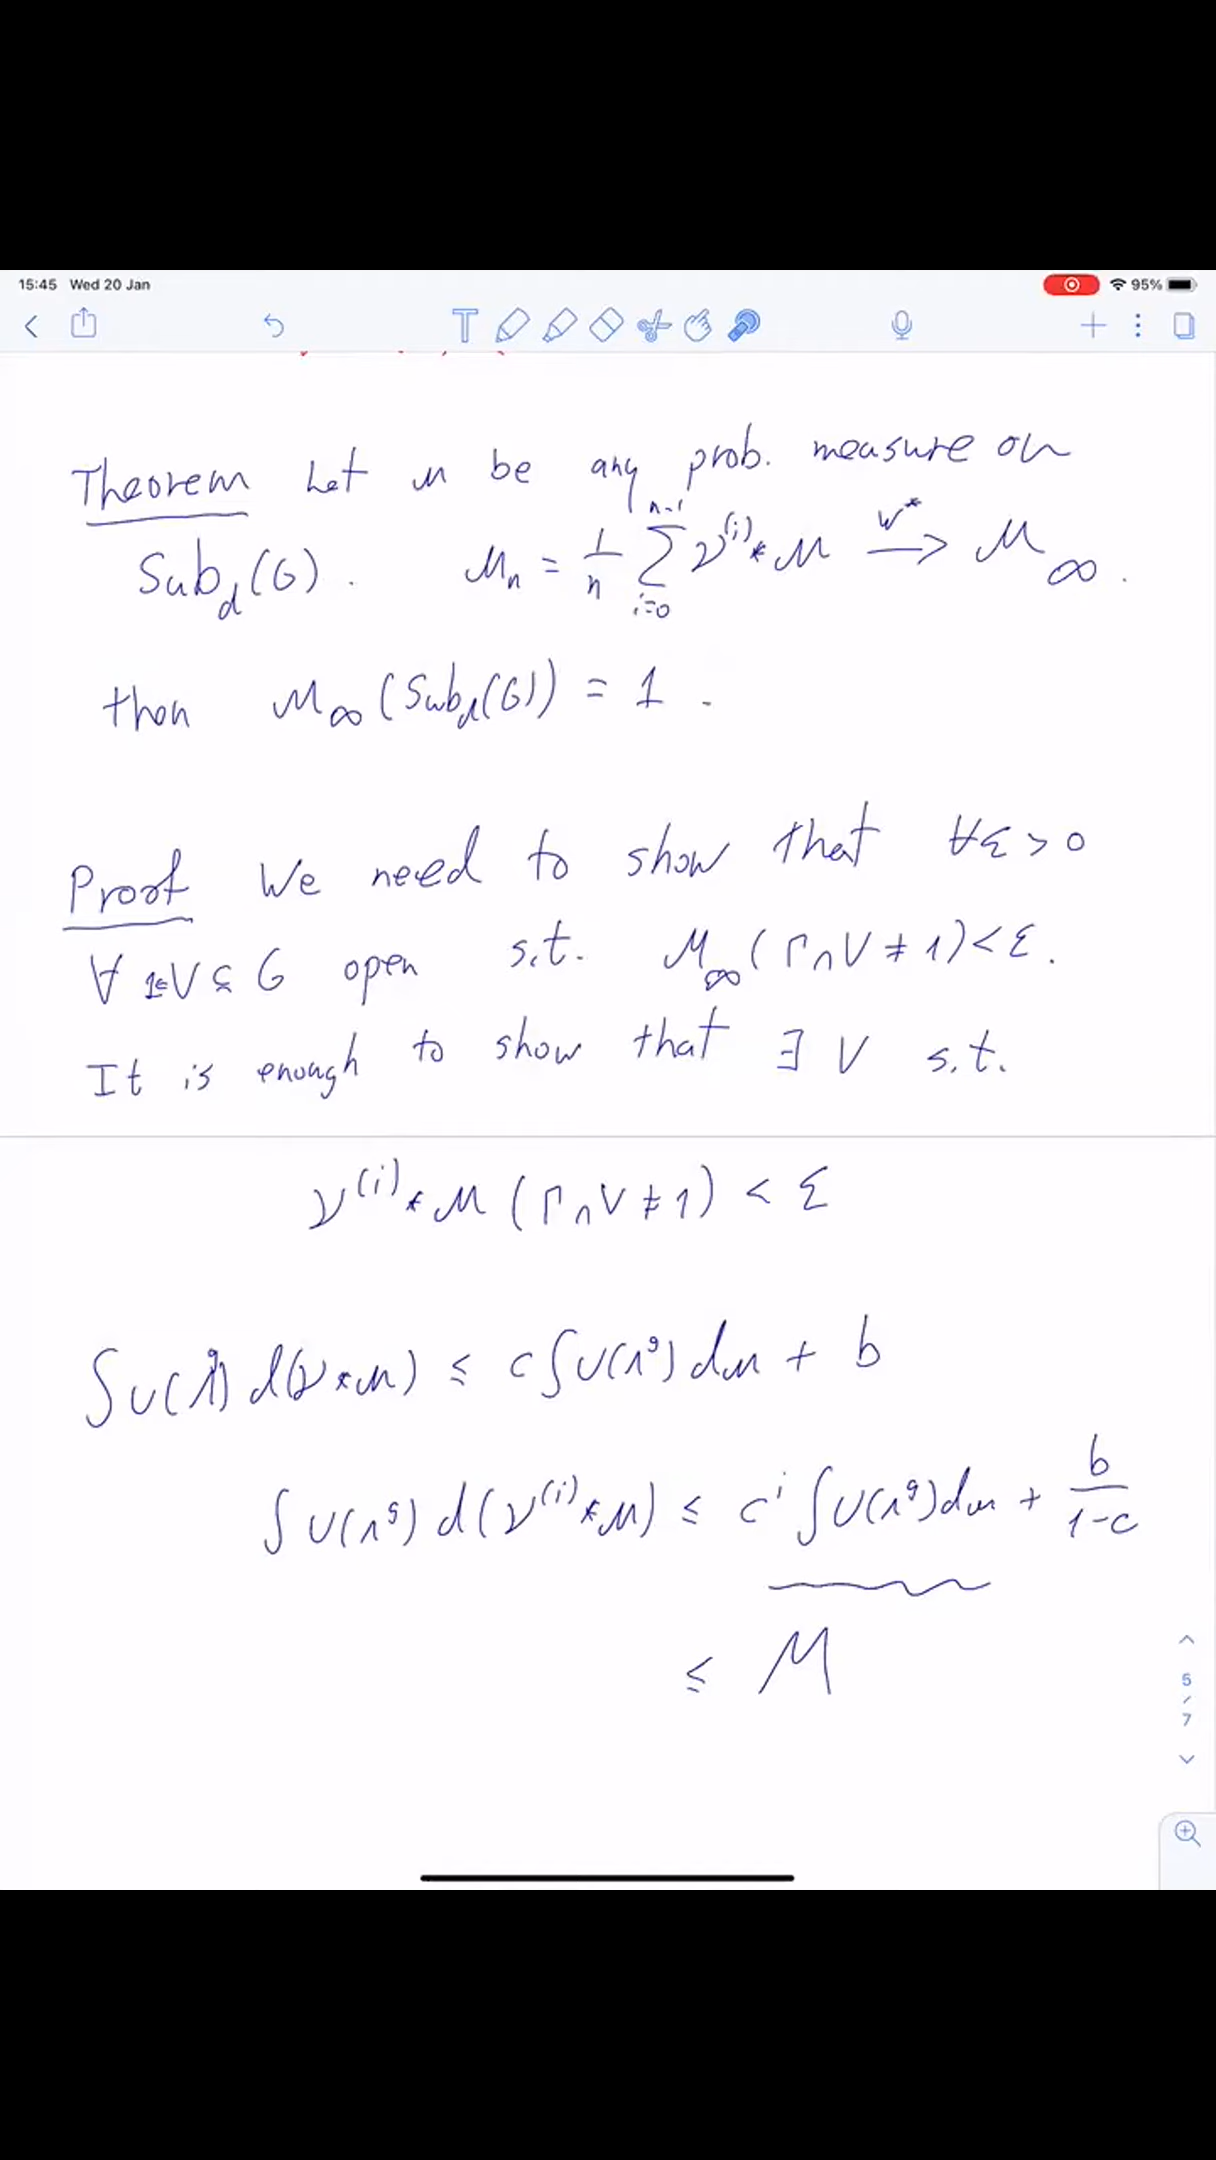 15:45 Wed 20 Jan 95%
Theorem Let μ be any prob. measure on
Sub_d(G). μ_n = 1/n Σ_{i=0}^{n-1} ν^{(i)} * μ →^{w*} μ_∞.
then μ_∞(Sub_d(G)) = 1.
Proof We need to show that ∀ε > 0
∀ 1∈V ⊆ G open s.t. μ_∞(Γ∩V ≠ 1) < ε.
It is enough to show that ∃ V s.t.
ν^{(i)} * μ (Γ∩V ≠ 1) < ε
∫U(Λ^g) d(ν*μ) ≤ c∫U(Λ^g) dμ + b
∫U(Λ^g) d(ν^{(i)}*μ) ≤ c^i ∫U(Λ^g) dμ + b/(1-c)
≤ M
5
/
7